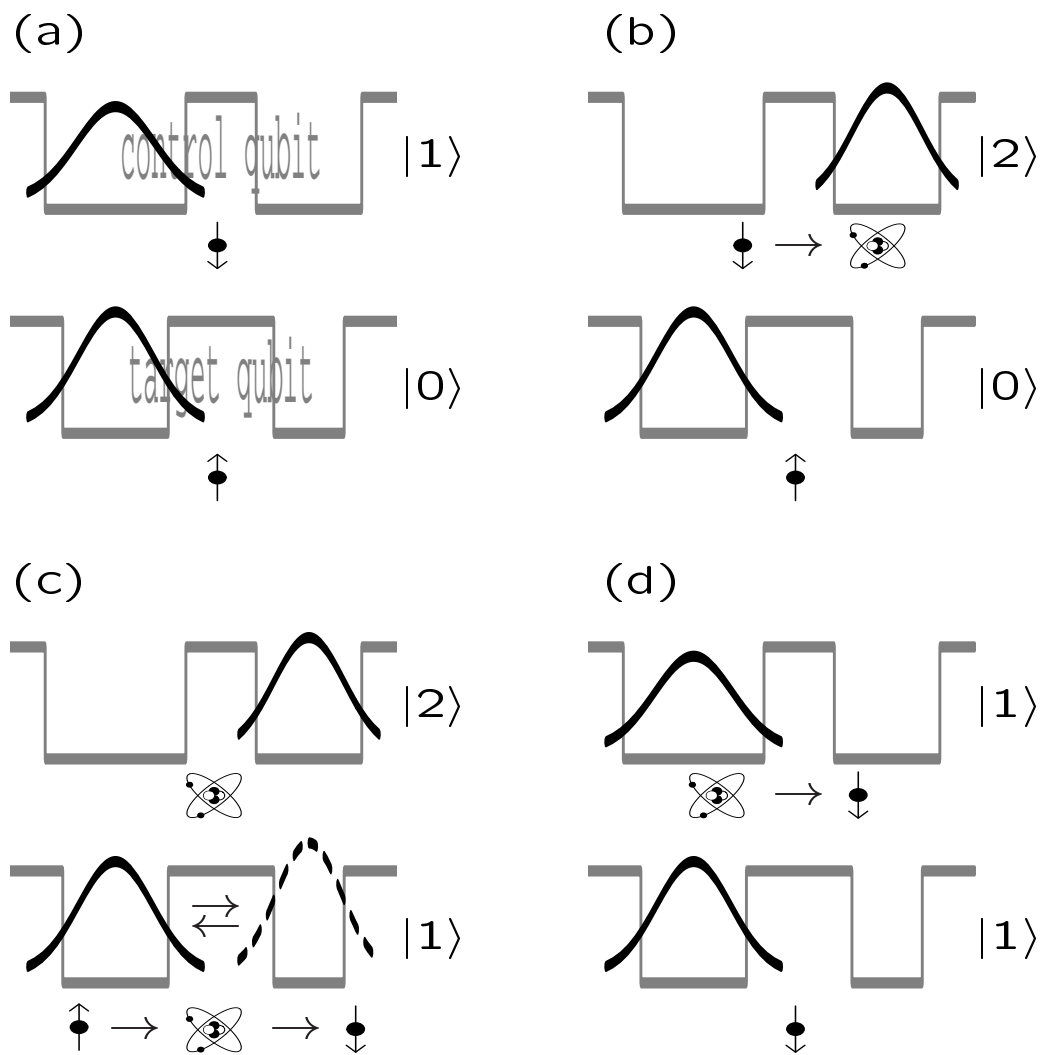 (a)
control qubit |1⟩
target qubit |0⟩
(b)
|2⟩
|0⟩
(c)
|2⟩
|1⟩
(d)
|1⟩
|1⟩